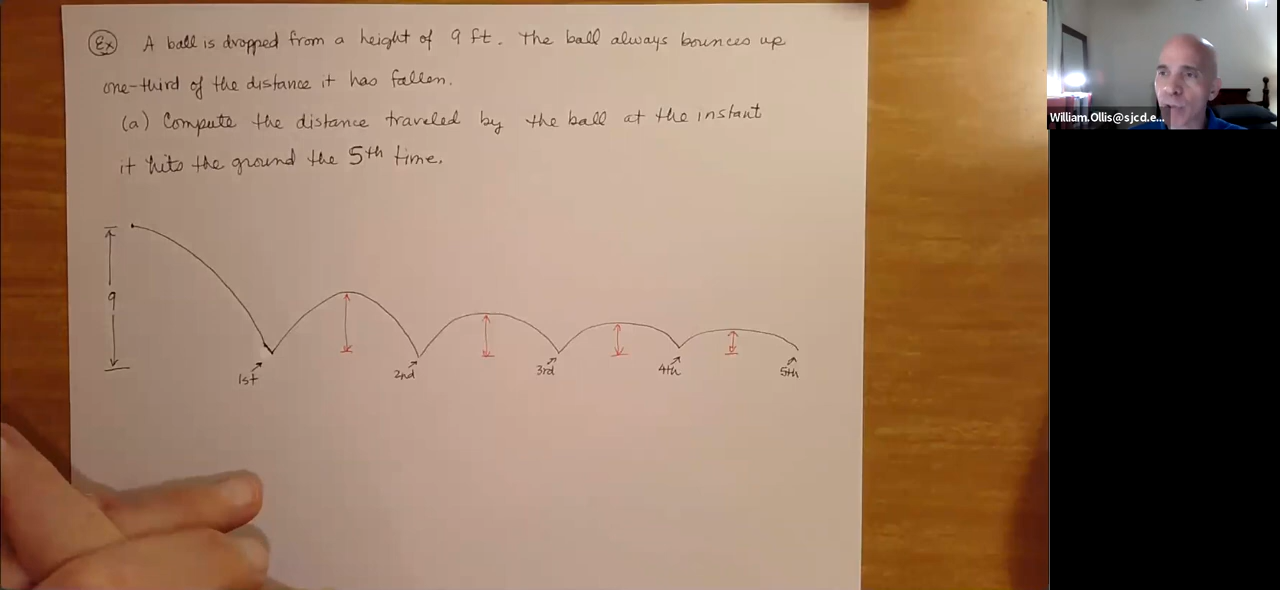 Ex A ball is dropped from a height of 9 ft. The ball always bounces up
one-third of the distance it has fallen.
(a) Compute the distance traveled by the ball at the instant
it hits the ground the 5th time.
William.Ollis@sjcd.e...
9
1st
2nd
3rd
4th
5th